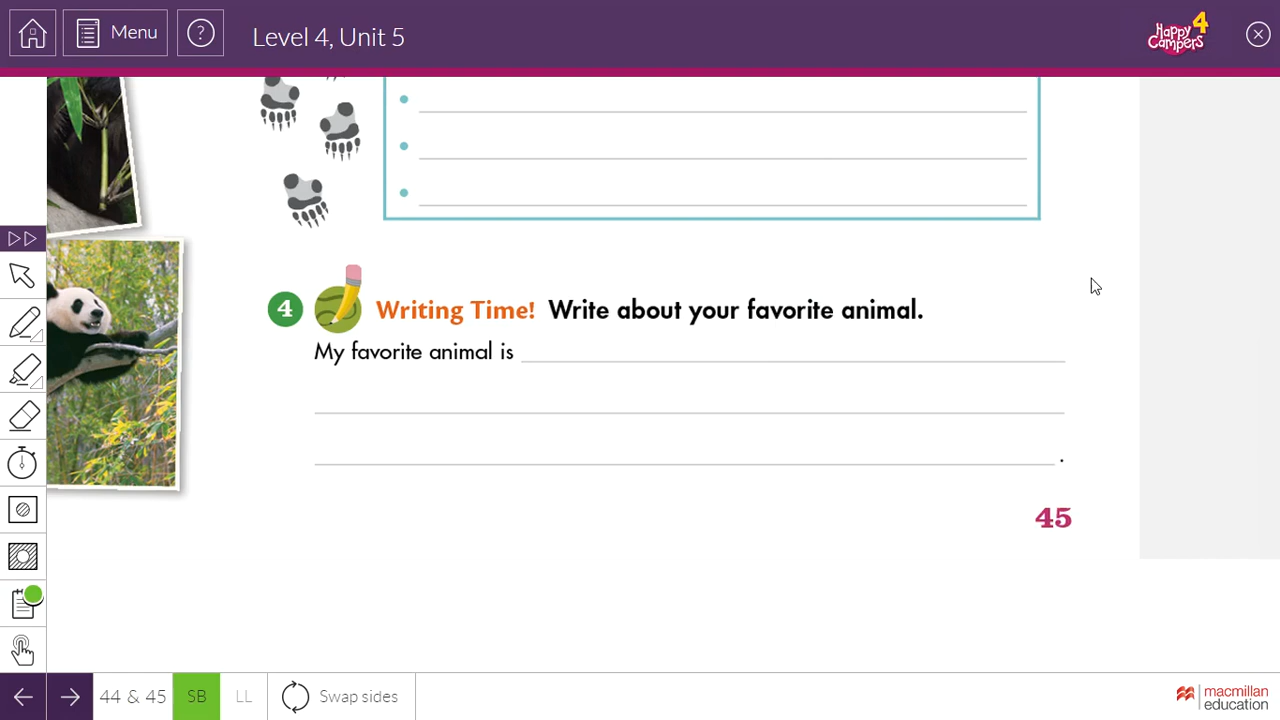 Menu
?
Level 4, Unit 5
Happy Campers 4
4 Writing Time! Write about your favorite animal.
My favorite animal is
.
45
44 & 45
SB
LL
Swap sides
macmillan education